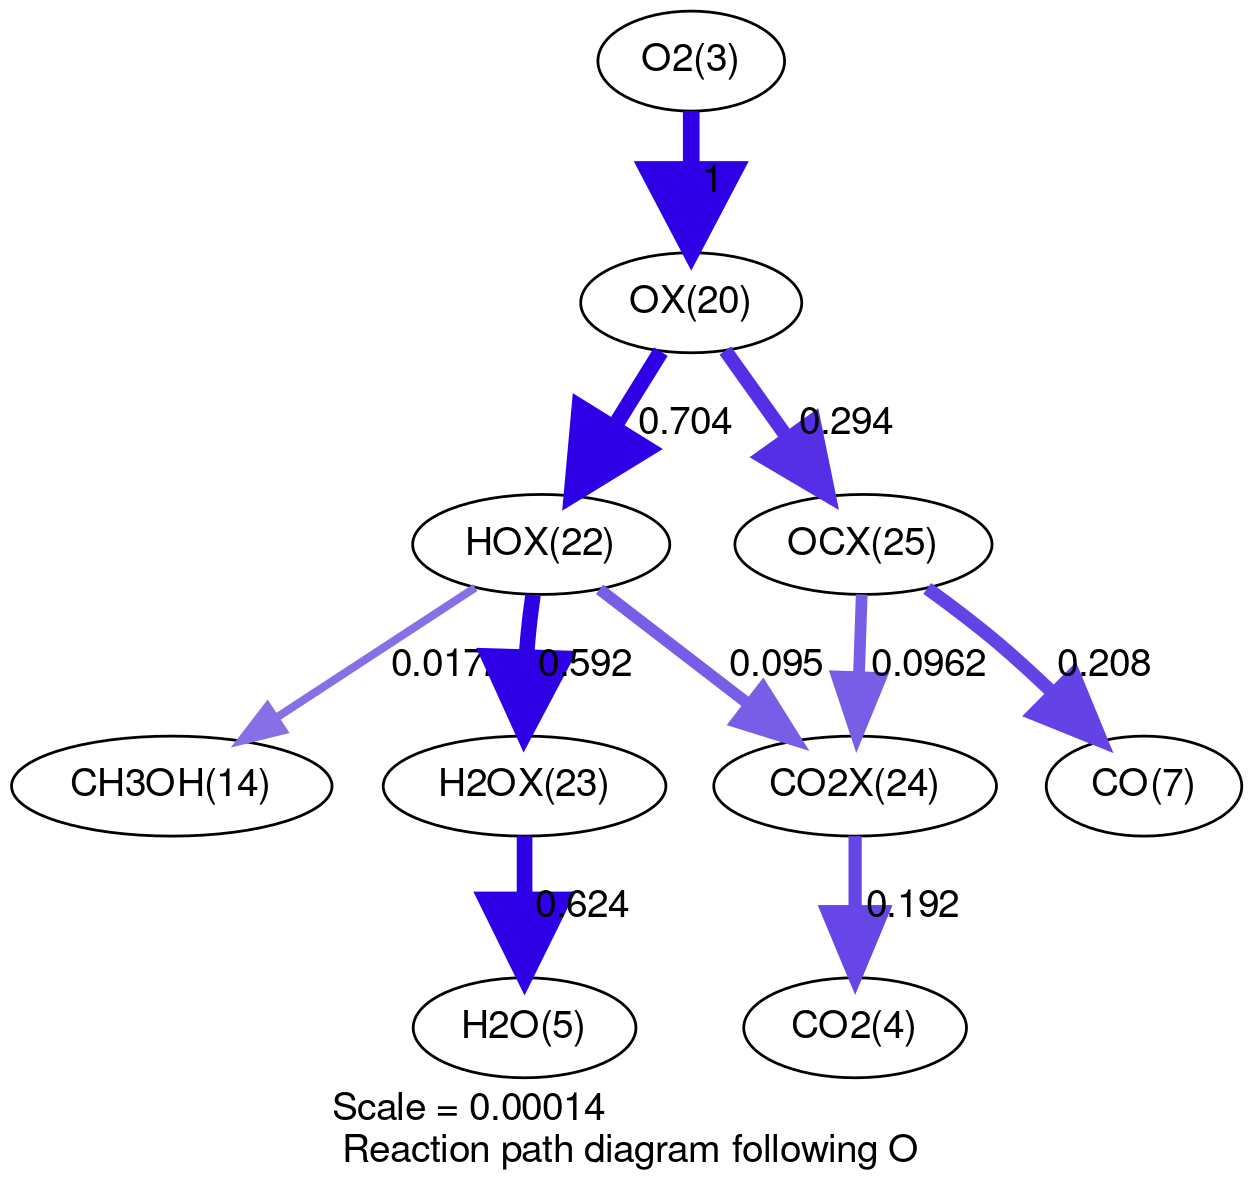 O2(3)
1
OX(20)
0.704
0.294
HOX(22)
OCX(25)
0.592
0.095
0.0962
0.208
CH3OH(14)
H2OX(23)
CO2X(24)
CO(7)
0.624
0.192
H2O(5)
CO2(4)
Scale = 0.00014
Reaction path diagram following O